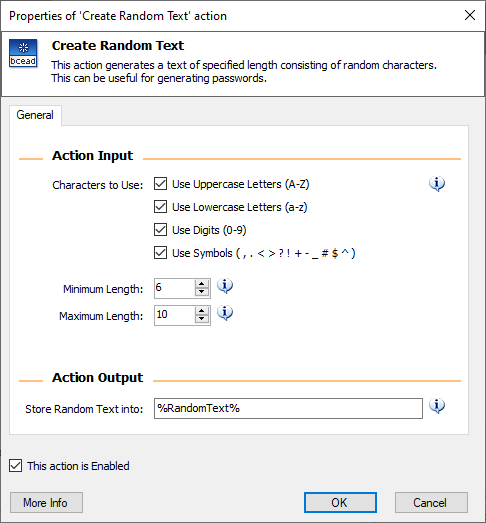 Properties of 'Create Random Text' action
bcead
Create Random Text
This action generates a text of specified length consisting of random characters.
This can be useful for generating passwords.
General
Action Input
Characters to Use:
Use Uppercase Letters (A-Z)
Use Lowercase Letters (a-z)
Use Digits (0-9)
Use Symbols ( , . < > ? ! + - _ # $ ^ )
Minimum Length: 6
Maximum Length: 10
Action Output
Store Random Text into: %RandomText%
This action is Enabled
More Info OK Cancel